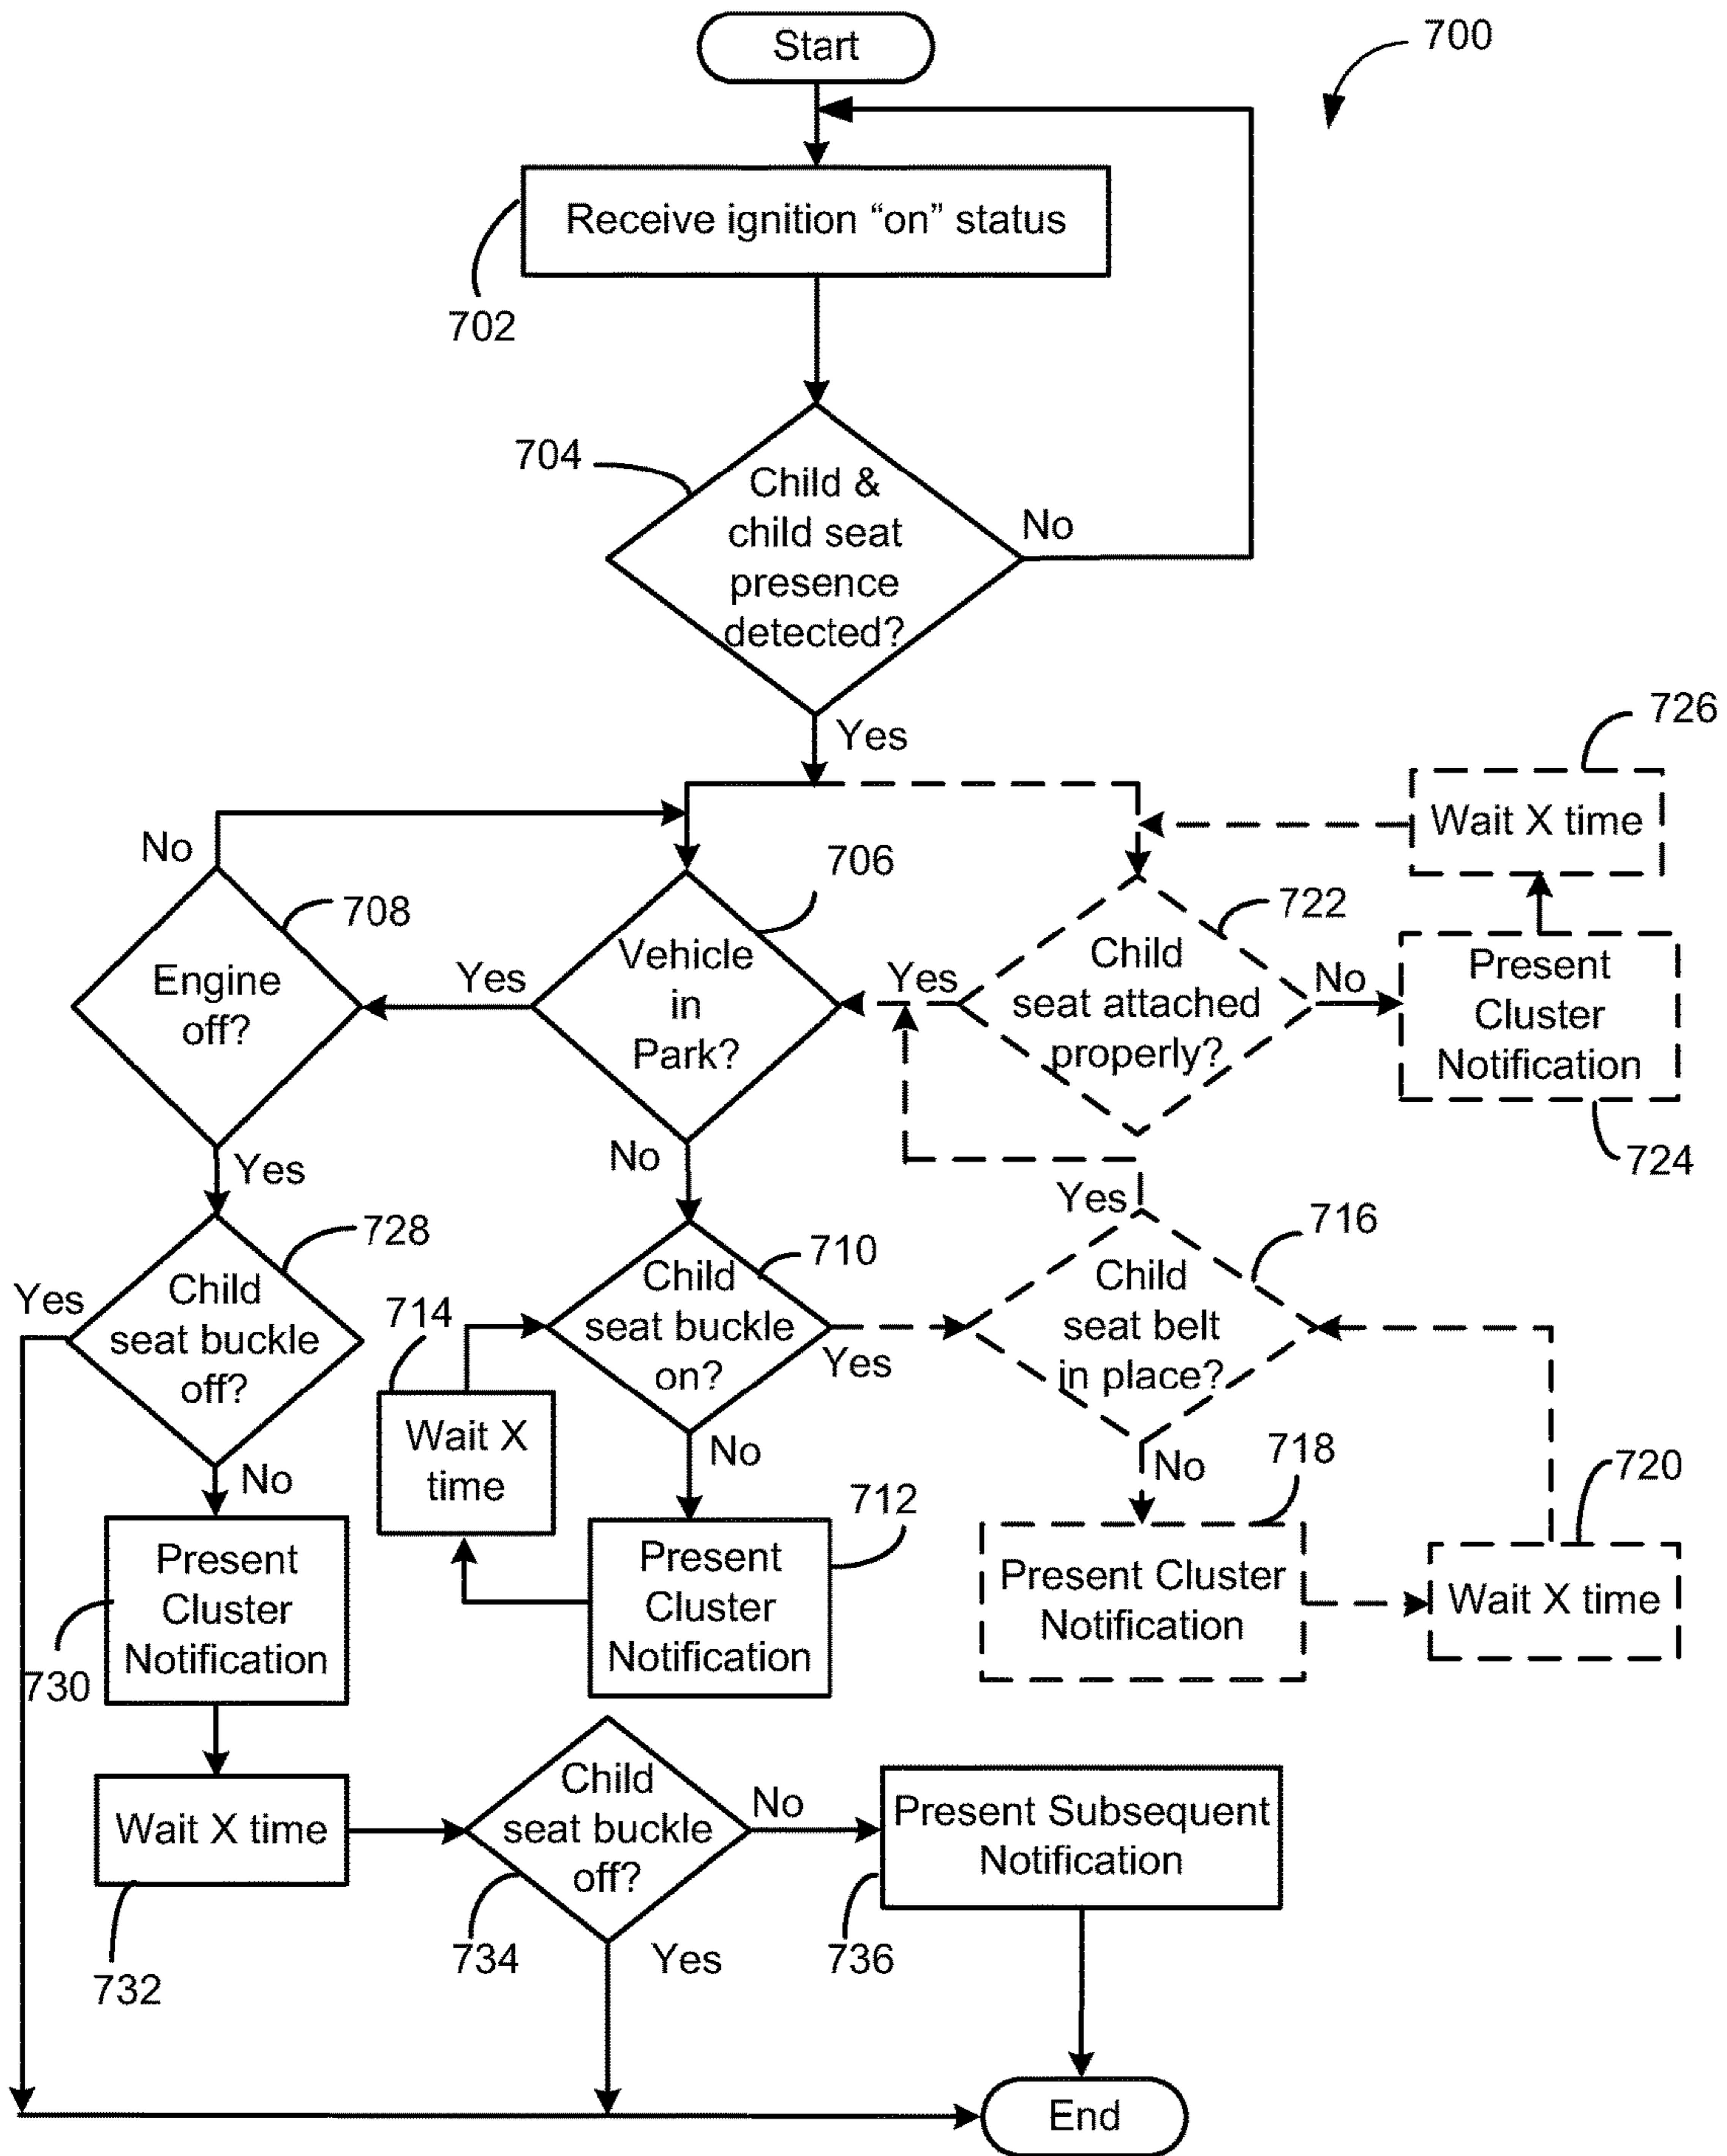 Start
700
Receive ignition “on” status
702
704
Child &
child seat
presence
detected?
No
Yes
726
Wait X time
No
706
708
722
Engine
off?
Yes
Vehicle
in
Park?
Yes
Child
seat attached
properly?
No
Present
Cluster
Notification
724
Yes
No
Yes
728
710
716
Yes
Child
seat buckle
off?
714
Child
seat buckle
on?
Yes
Child
seat belt
in place?
Wait X
time
No
No
No
718
720
712
Present
Cluster
Notification
730
Present
Cluster
Notification
Present Cluster
Notification
Wait X time
Wait X time
732
Child
seat buckle
off?
734
No
Yes
Present Subsequent
Notification
736
End